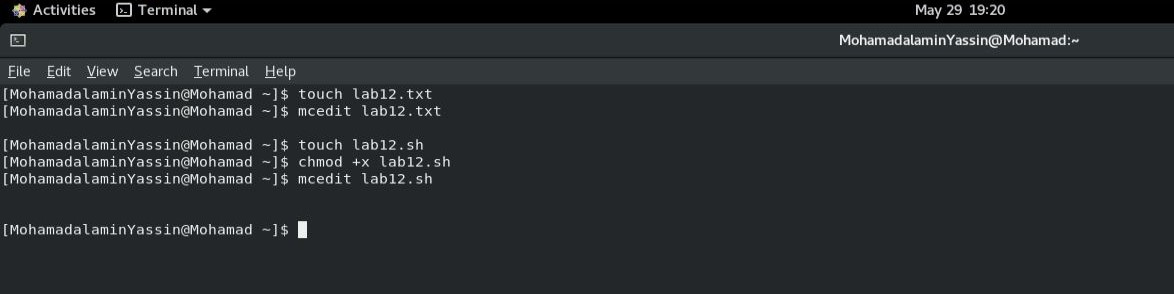 Activities Terminal May 29 19:20
MohamadalaminYassin@Mohamad:~
File Edit View Search Terminal Help
[MohamadalaminYassin@Mohamad ~]$ touch lab12.txt
[MohamadalaminYassin@Mohamad ~]$ mcedit lab12.txt
[MohamadalaminYassin@Mohamad ~]$ touch lab12.sh
[MohamadalaminYassin@Mohamad ~]$ chmod +x lab12.sh
[MohamadalaminYassin@Mohamad ~]$ mcedit lab12.sh
[MohamadalaminYassin@Mohamad ~]$